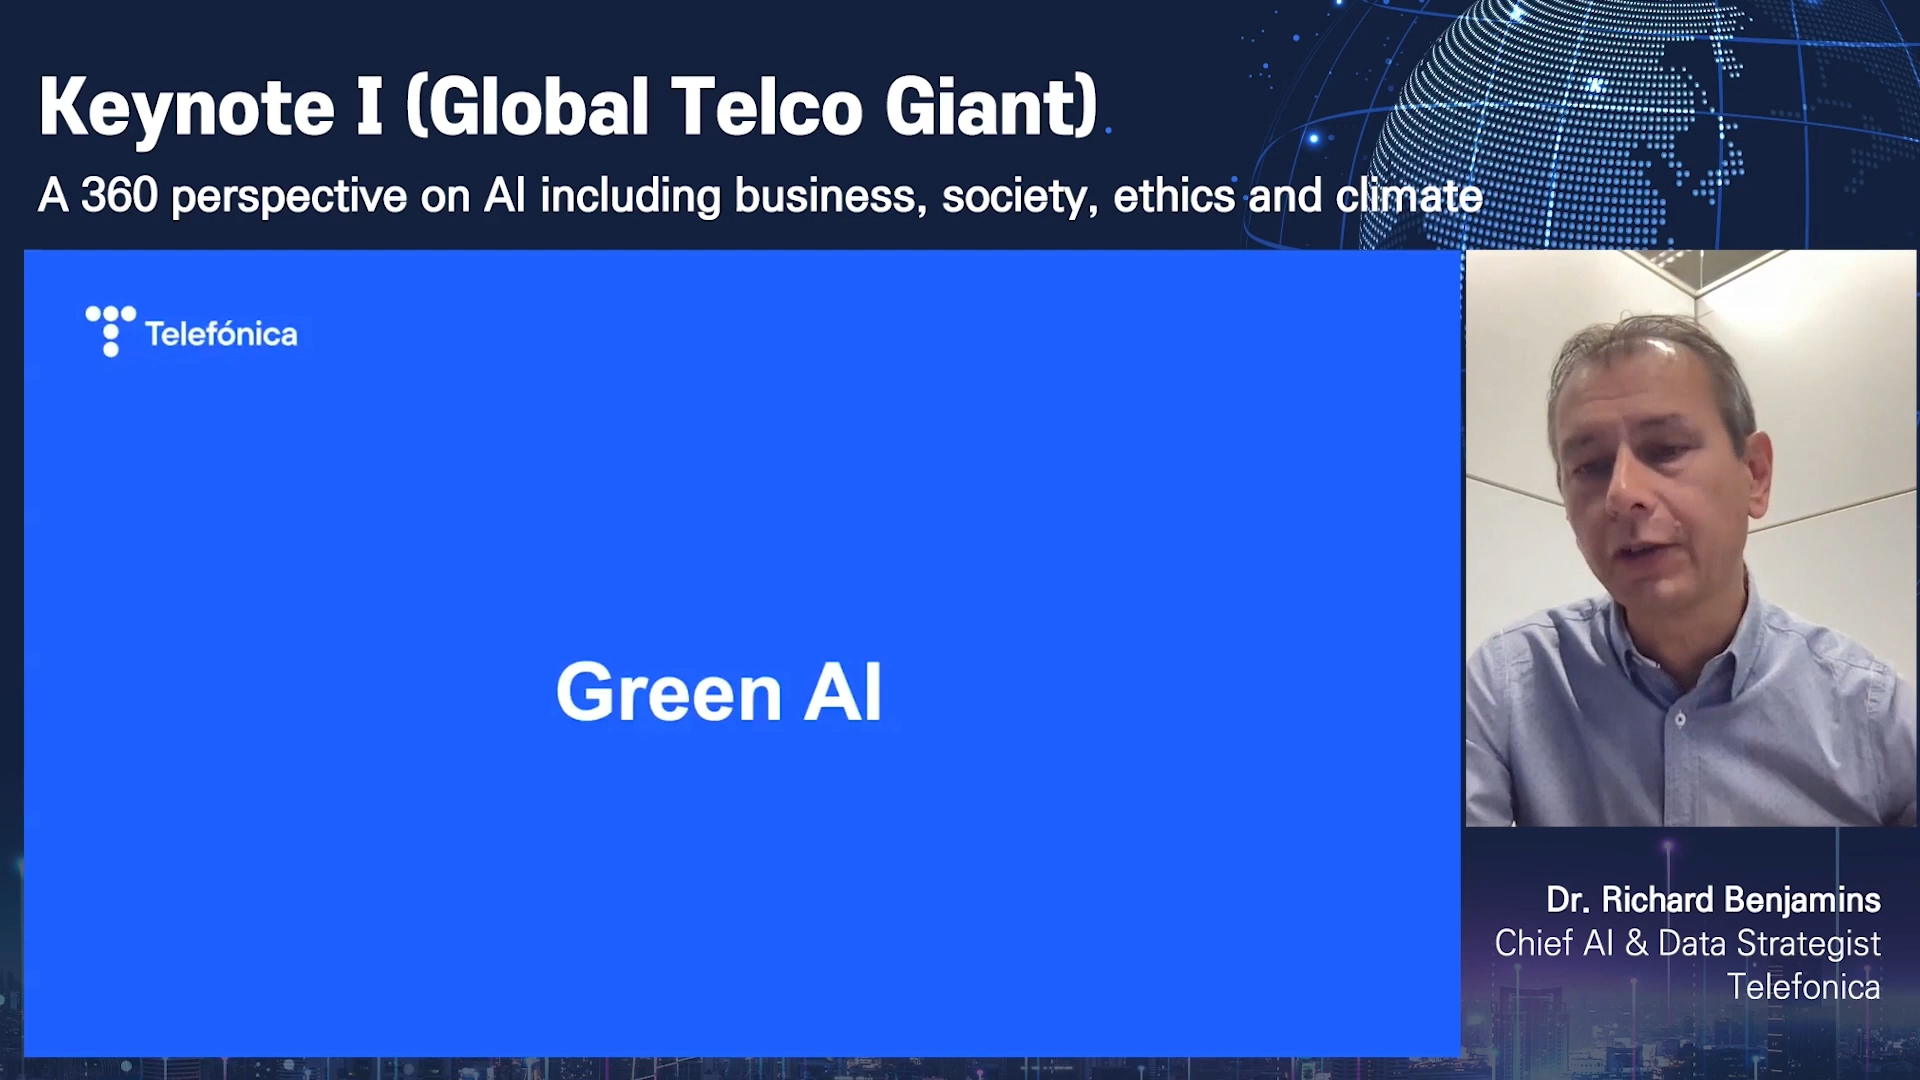 Keynote I (Global Telco Giant)
A 360 perspective on AI including business, society, ethics and climate
Telefónica
Green AI
Dr. Richard Benjamins
Chief AI & Data Strategist
Telefonica